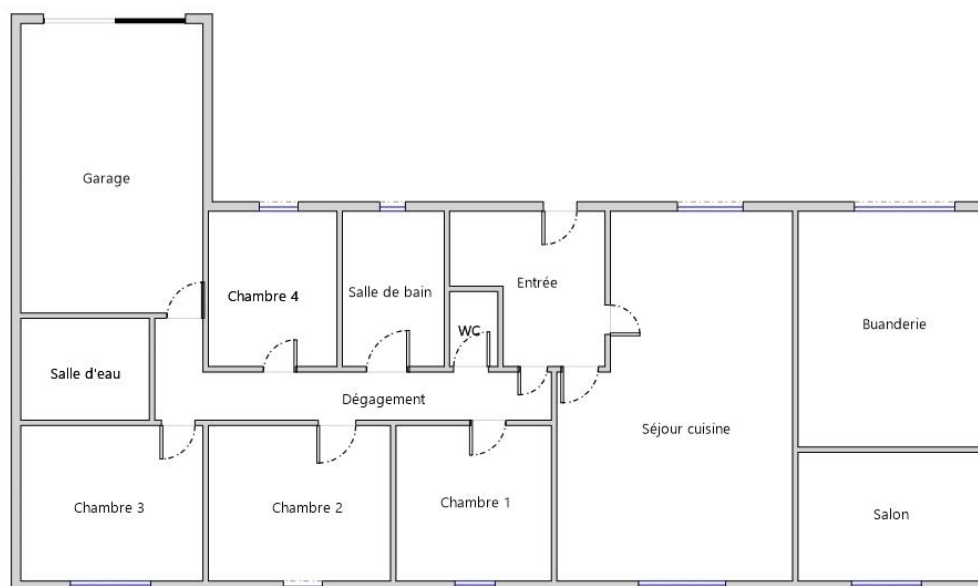 Garage
Chambre 4
Salle de bain
Entrée
WC
Buanderie
Salle d'eau
Dégagement
Séjour cuisine
Chambre 3
Chambre 2
Chambre 1
Salon